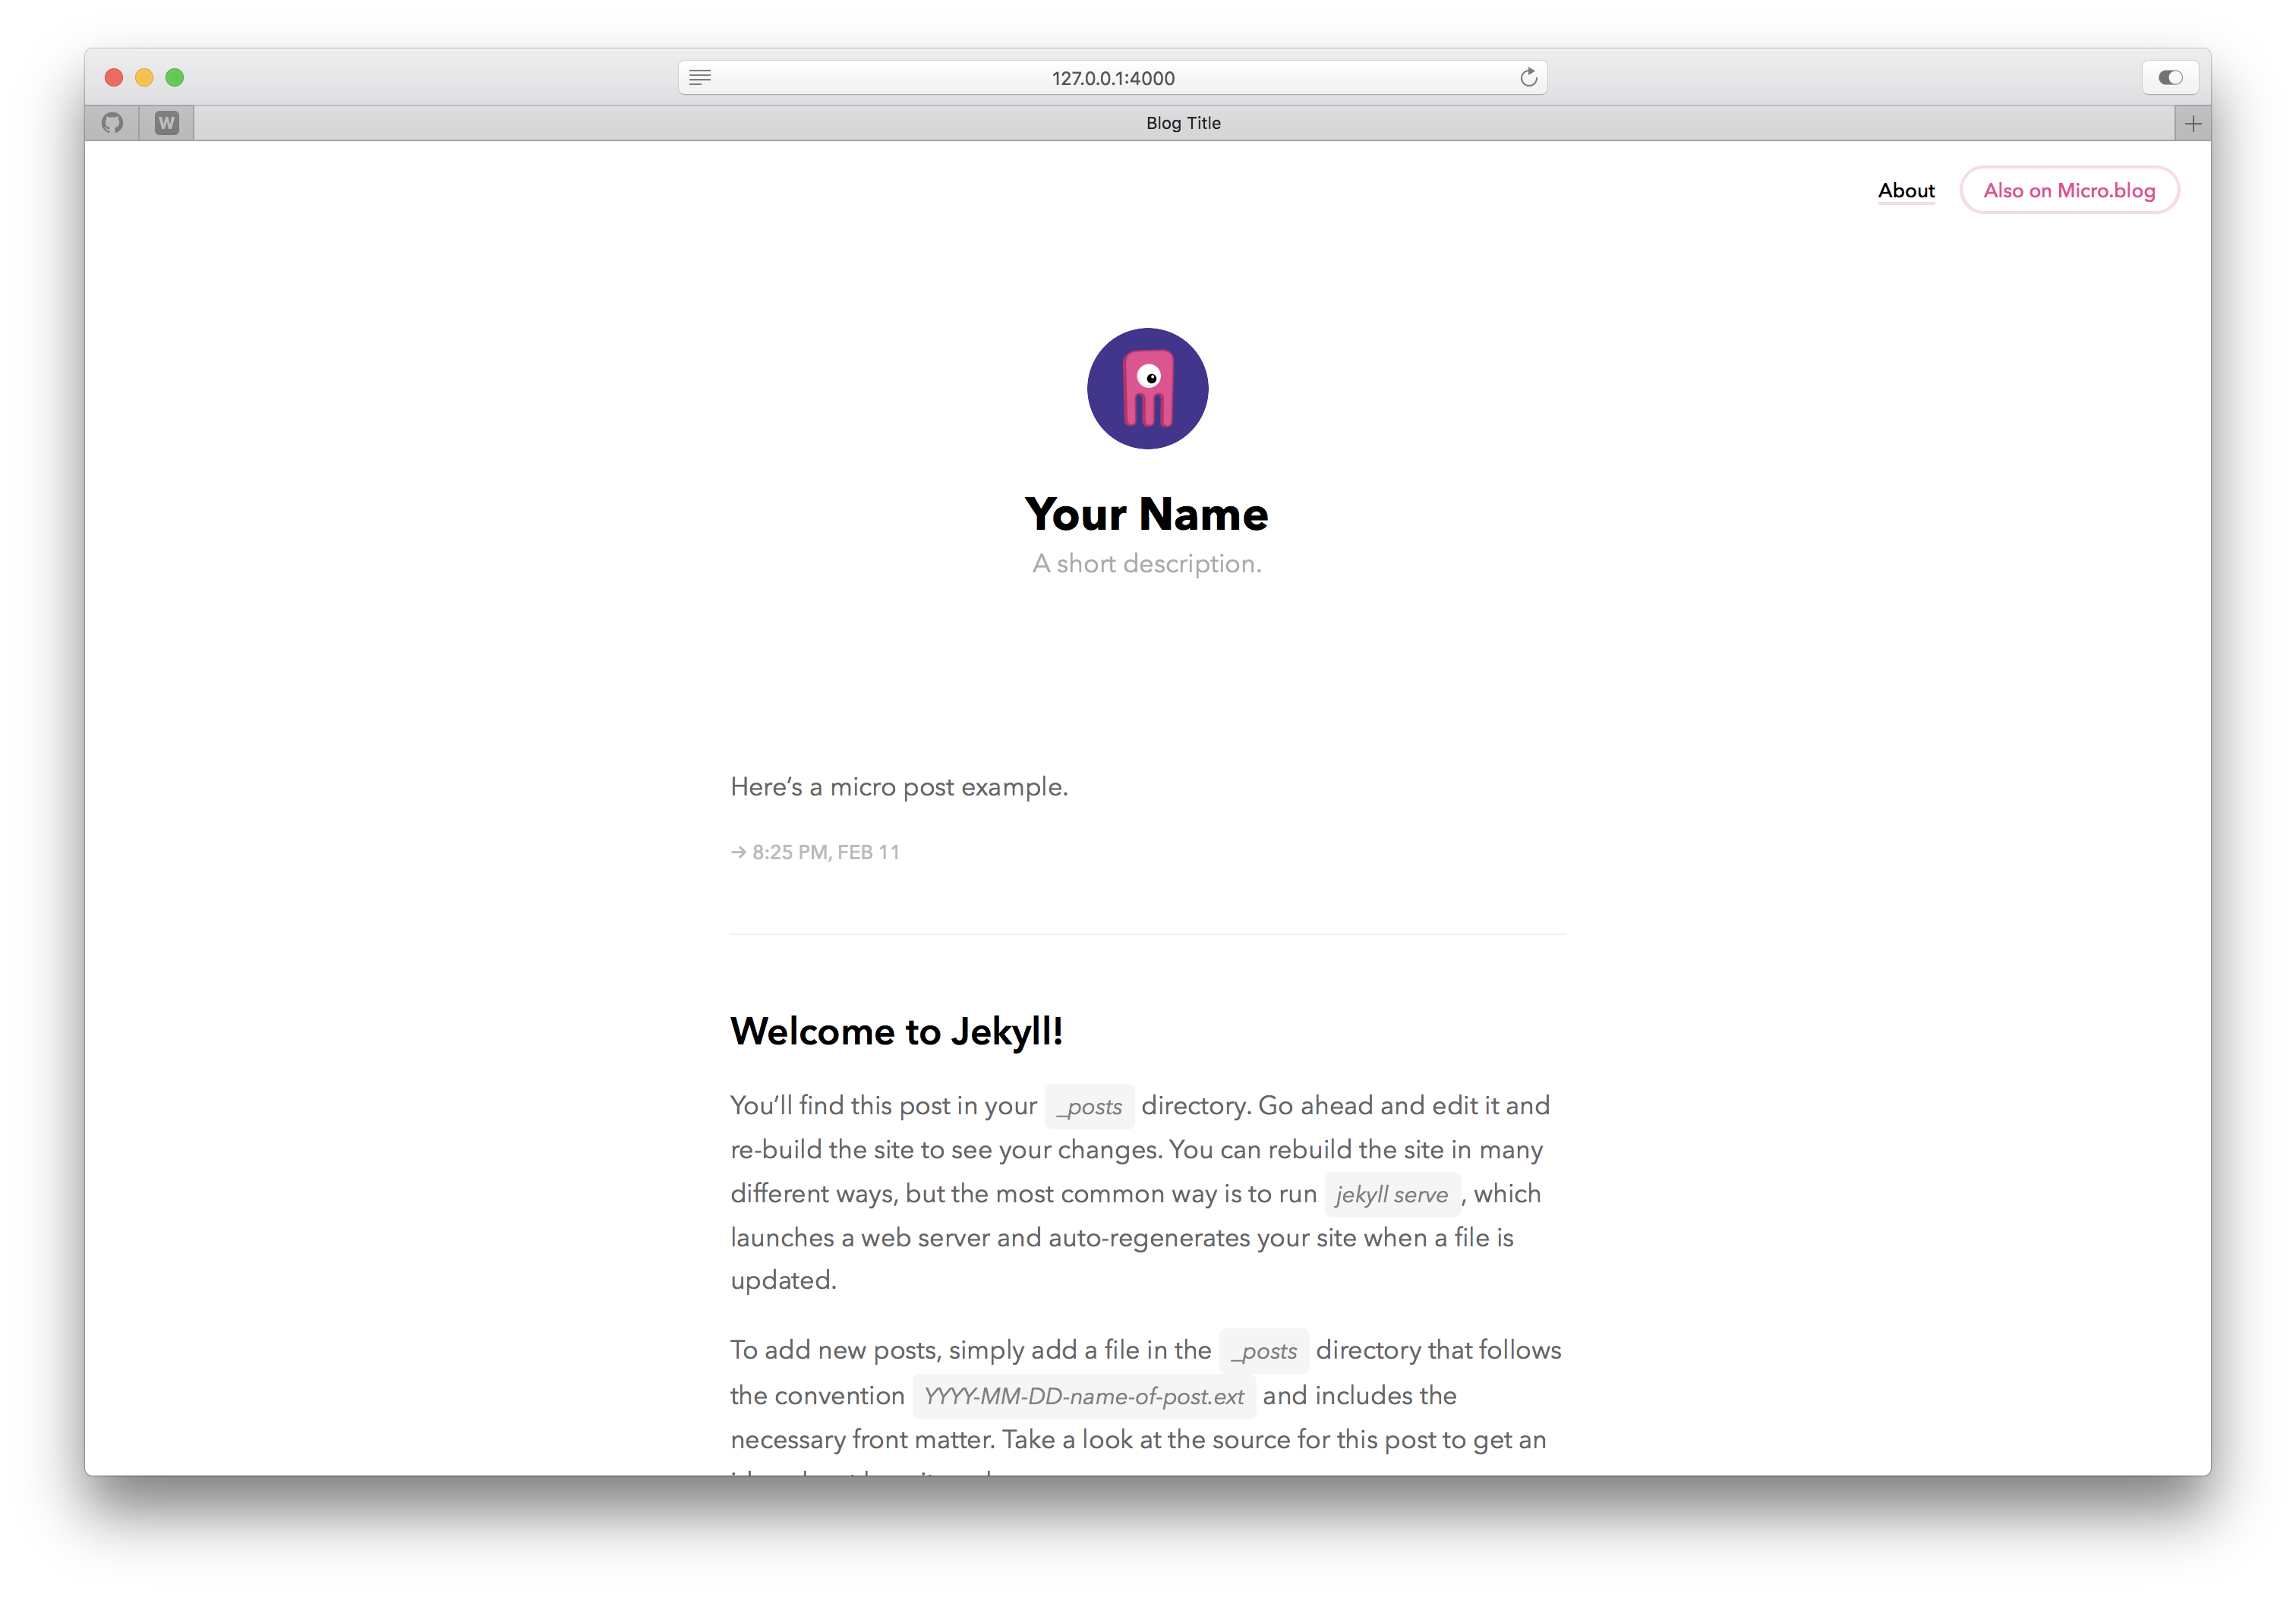 127.0.0.1:4000
W
Blog Title
About
Also on Micro.blog
Your Name
A short description.
Here’s a micro post example.
→ 8:25 PM, FEB 11
Welcome to Jekyll!
You’ll find this post in your _posts directory. Go ahead and edit it and
re-build the site to see your changes. You can rebuild the site in many
different ways, but the most common way is to run jekyll serve , which
launches a web server and auto-regenerates your site when a file is
updated.
To add new posts, simply add a file in the _posts directory that follows
the convention YYYY-MM-DD-name-of-post.ext and includes the
necessary front matter. Take a look at the source for this post to get an